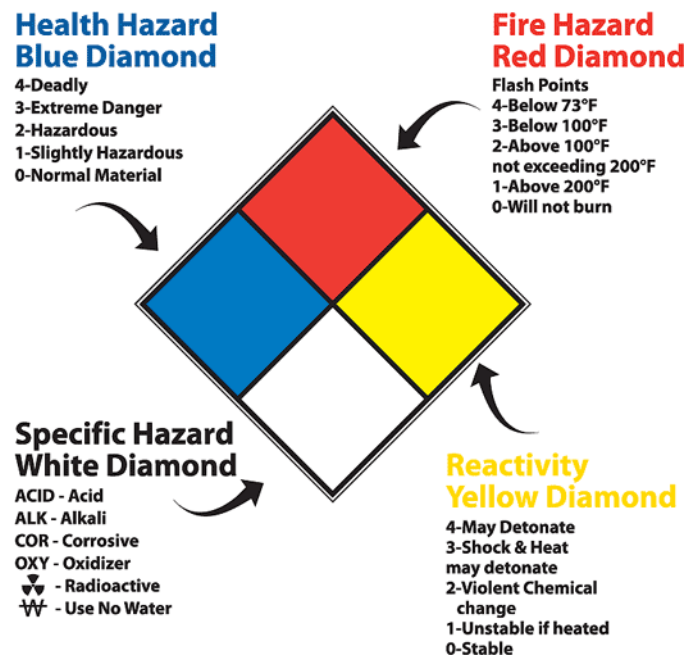 Health Hazard
Blue Diamond
4-Deadly
3-Extreme Danger
2-Hazardous
1-Slightly Hazardous
0-Normal Material
Fire Hazard
Red Diamond
Flash Points
4-Below 73°F
3-Below 100°F
2-Above 100°F
not exceeding 200°F
1-Above 200°F
0-Will not burn
Specific Hazard
White Diamond
ACID - Acid
ALK - Alkali
COR - Corrosive
OXY - Oxidizer
☢ - Radioactive
W - Use No Water
Reactivity
Yellow Diamond
4-May Detonate
3-Shock & Heat
may detonate
2-Violent Chemical
change
1-Unstable if heated
0-Stable